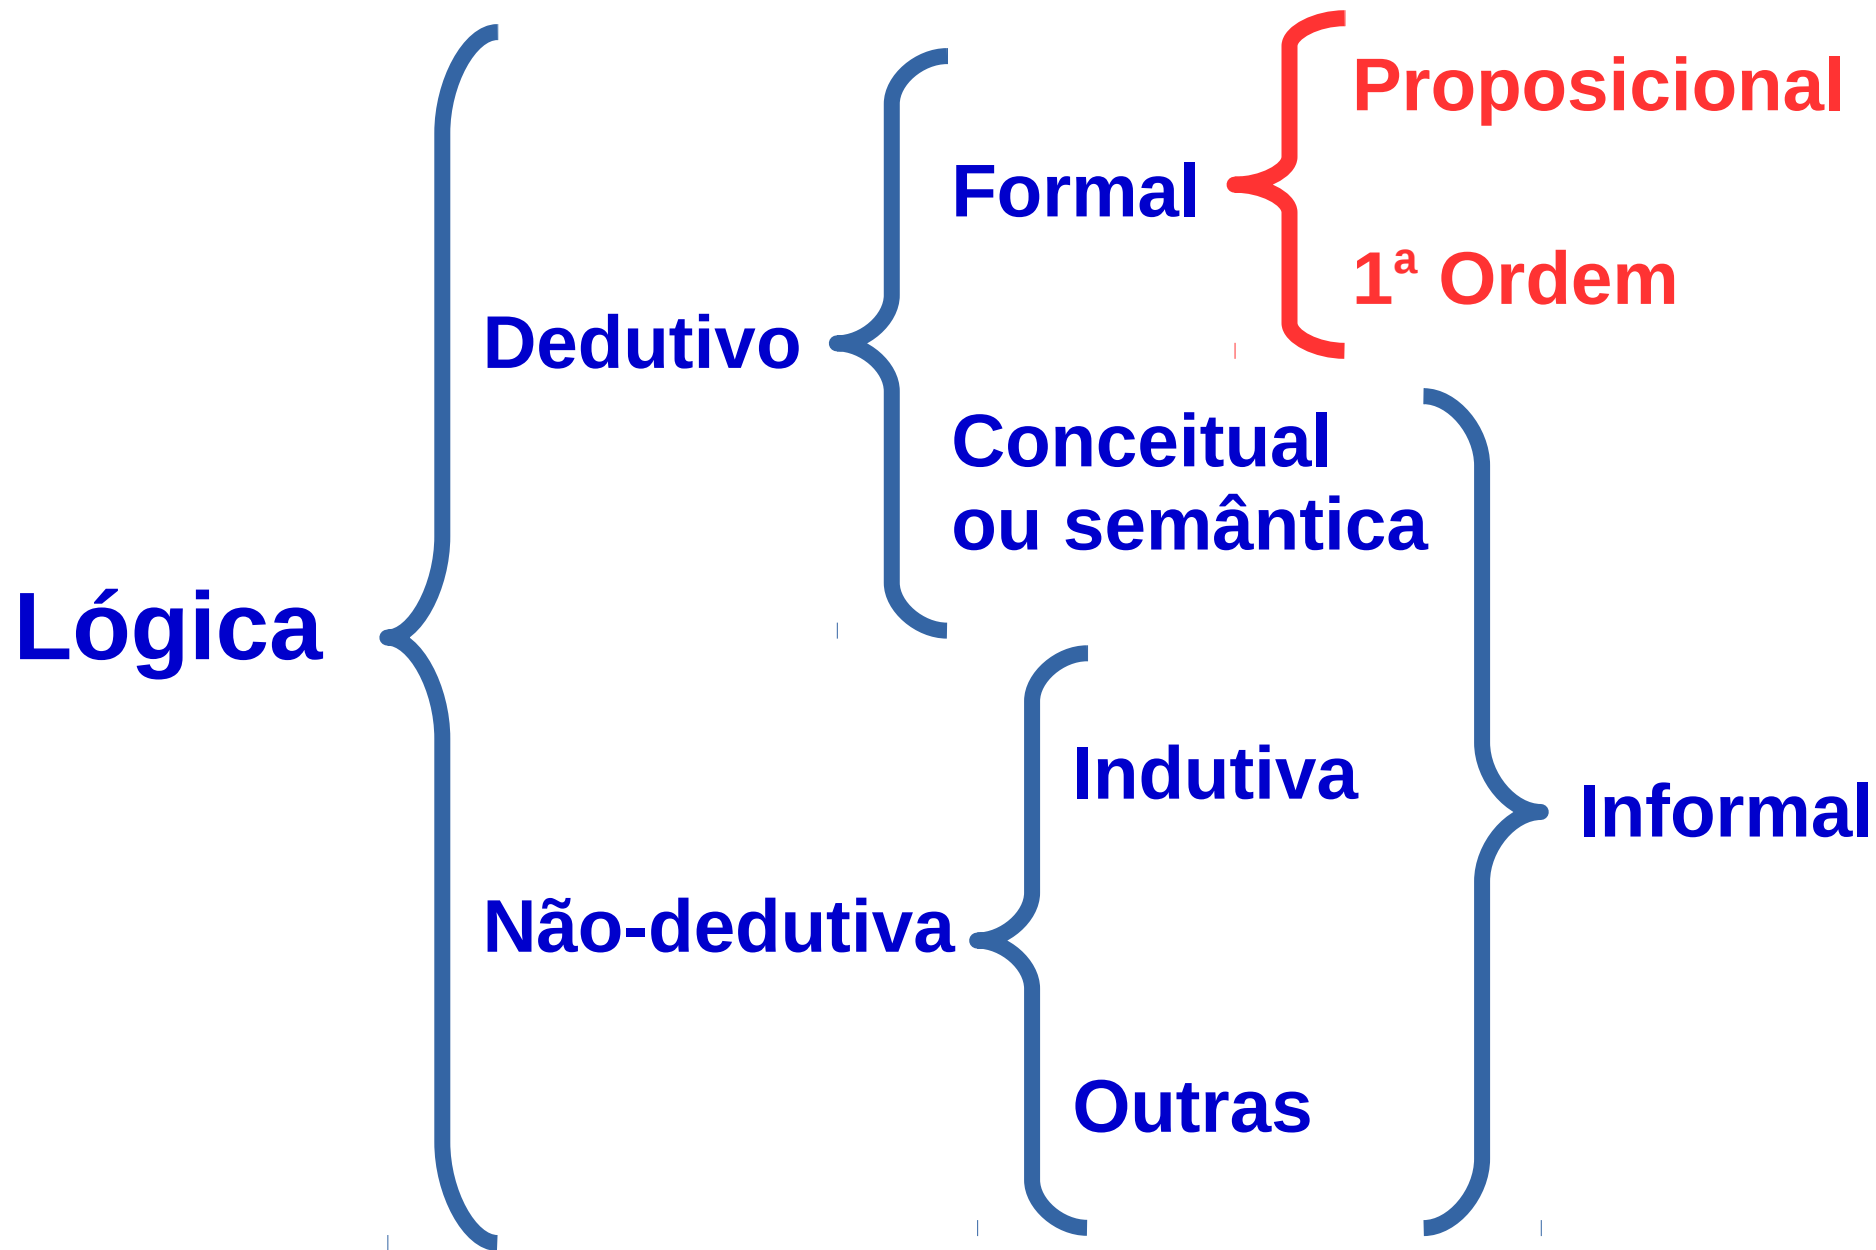 Lógica
Dedutivo
Formal
Proposicional
1ª Ordem
Conceitual
ou semântica
Não-dedutiva
Indutiva
Outras
Informal